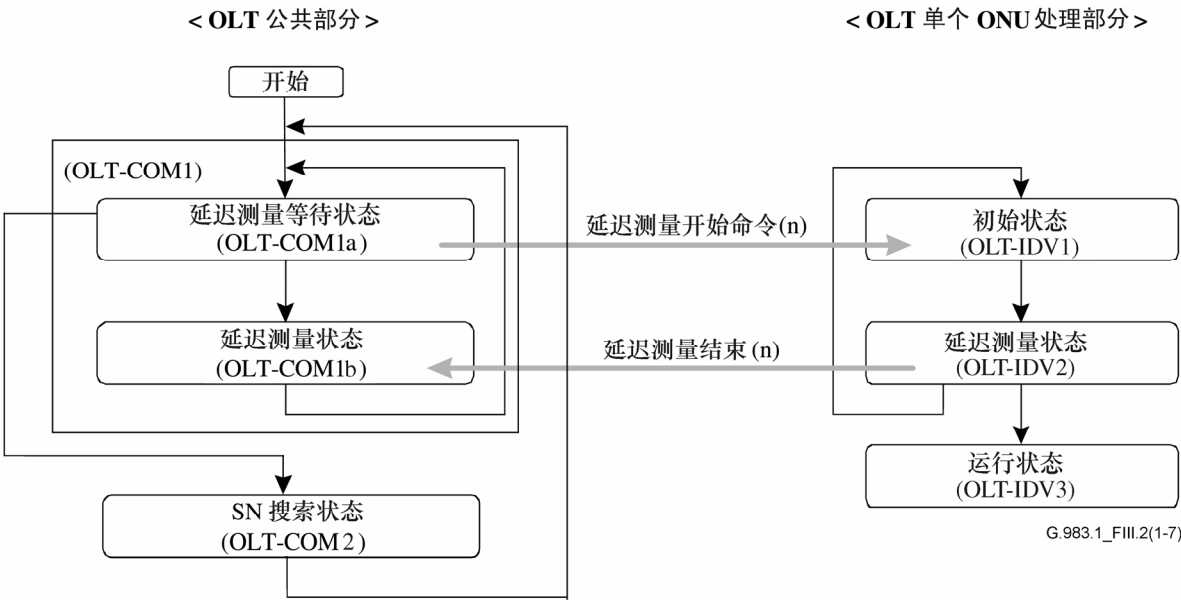 < OLT 公共部分 >
< OLT 单个 ONU 处理部分 >
开始
(OLT-COM1)
延迟测量等待状态
(OLT-COM1a)
延迟测量开始命令(n)
初始状态
(OLT-IDV1)
延迟测量状态
(OLT-COM1b)
延迟测量结束 (n)
延迟测量状态
(OLT-IDV2)
运行状态
(OLT-IDV3)
SN 搜索状态
(OLT-COM 2)
G.983.1_FIII.2(1-7)